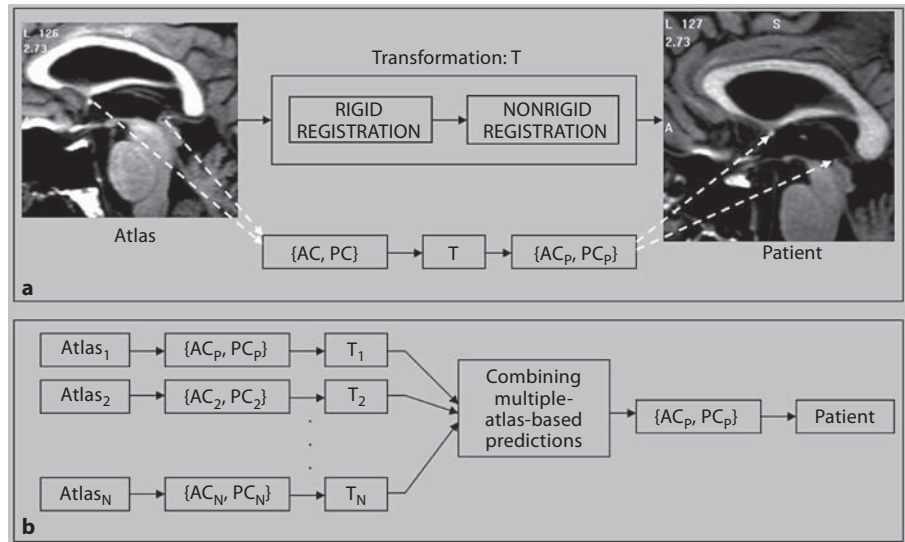 L 126
S
2.73
Transformation: T
L 127
S
2.73
RIGID
REGISTRATION
NONRIGID
REGISTRATION
A
Atlas
{AC, PC}
T
{AC_P, PC_P}
Patient
a
Atlas_1
{AC_P, PC_P}
T_1
Atlas_2
{AC_2, PC_2}
T_2
Combining
multiple-
atlas-based
predictions
{AC_P, PC_P}
Patient
Atlas_N
{AC_N, PC_N}
T_N
b